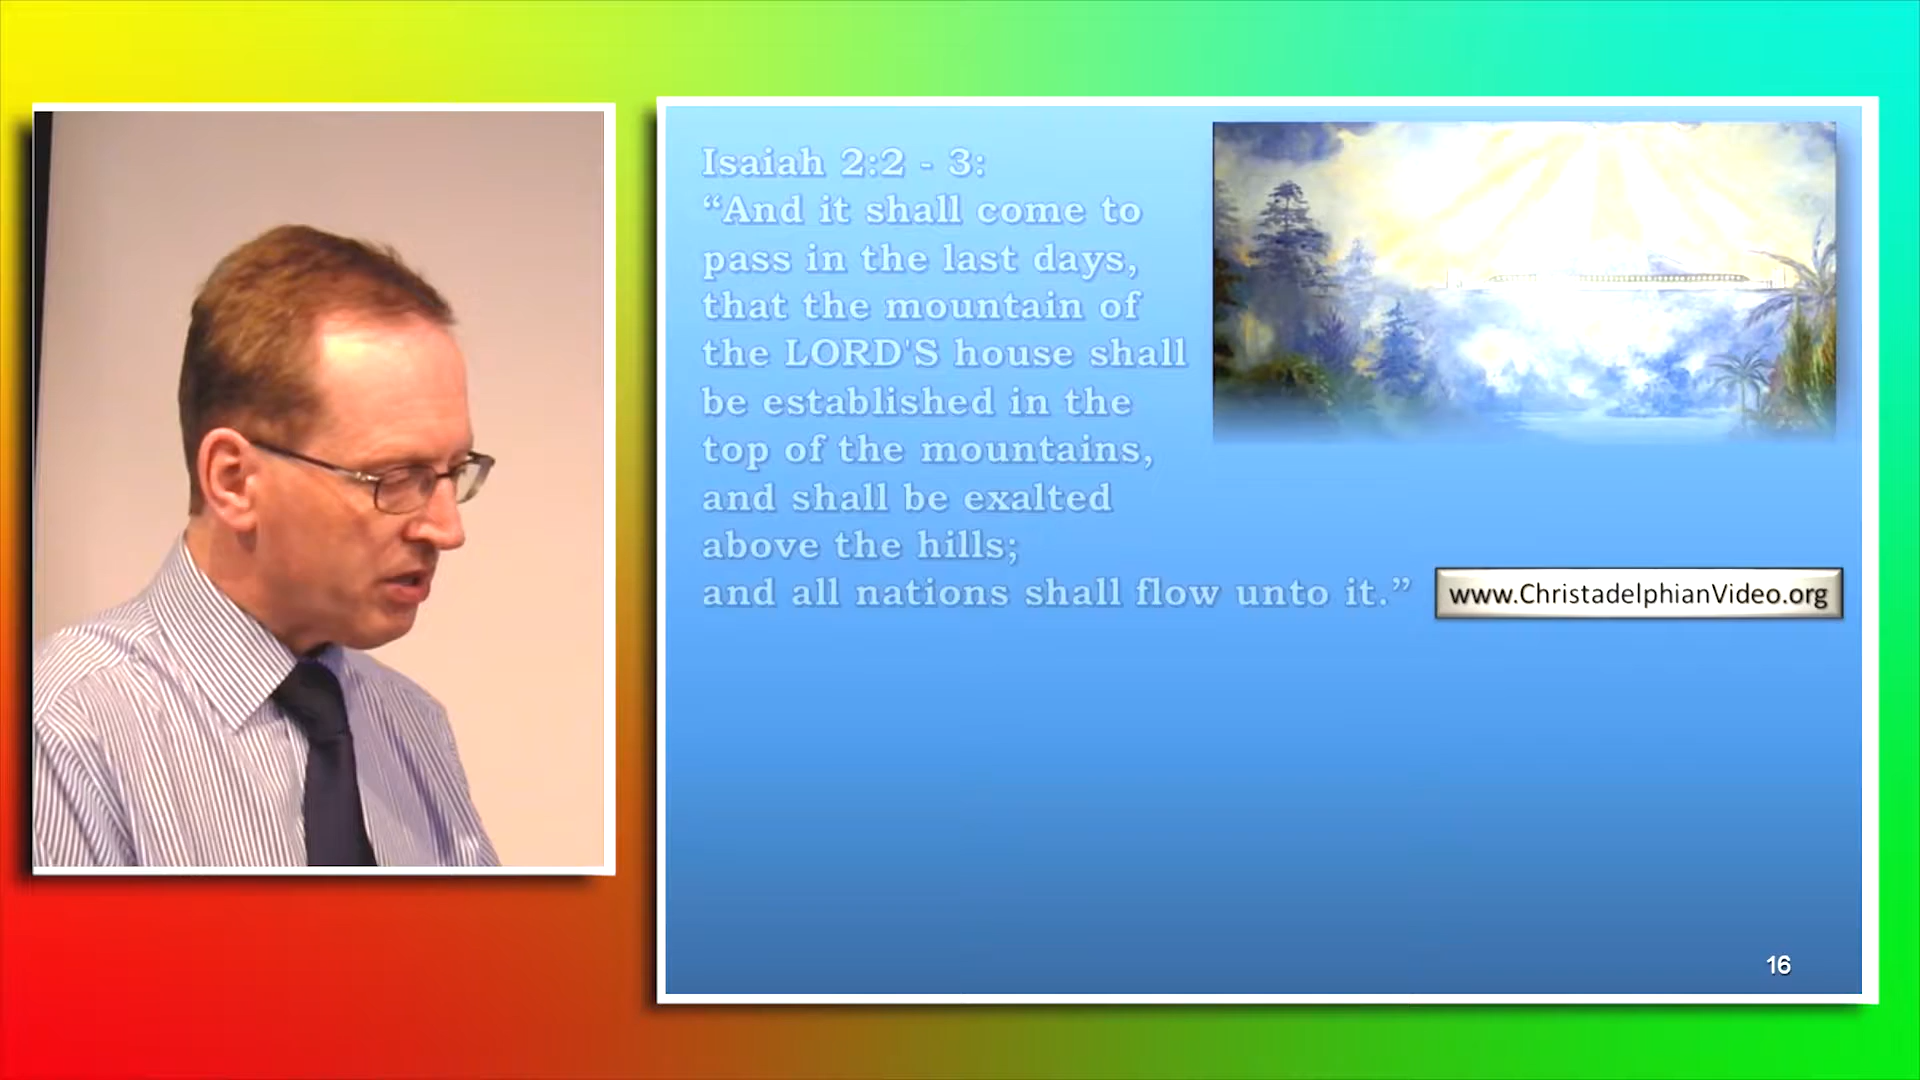 Isaiah 2:2 - 3:
“And it shall come to
pass in the last days,
that the mountain of
the LORD'S house shall
be established in the
top of the mountains,
and shall be exalted
above the hills;
and all nations shall flow unto it.”
www.ChristadelphianVideo.org
16